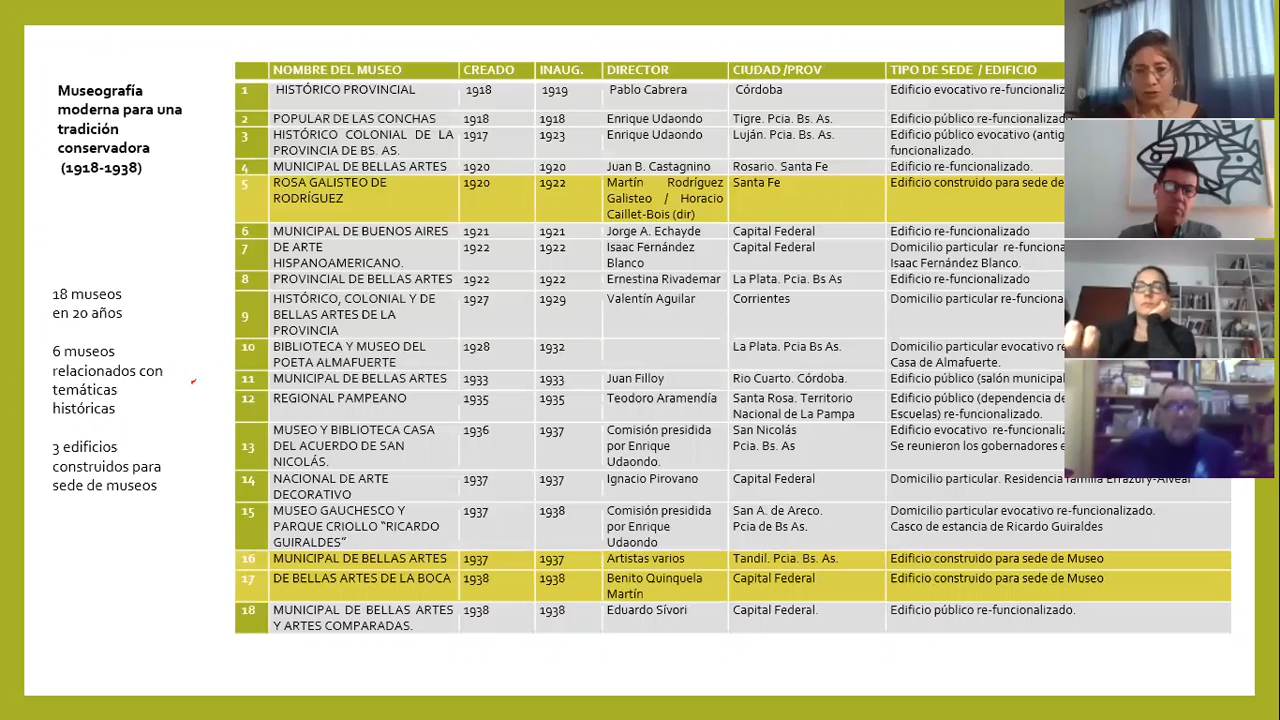 Museografía
moderna para una
tradición
conservadora
(1918-1938)
18 museos
en 20 años
6 museos
relacionados con
temáticas
históricas
3 edificios
construidos para
sede de museos
NOMBRE DEL MUSEO CREADO INAUG. DIRECTOR CIUDAD /PROV TIPO DE SEDE / EDIFICIO
1 HISTÓRICO PROVINCIAL 1918 1919 Pablo Cabrera Córdoba Edificio evocativo
2 POPULAR DE LAS CONCHAS 1918 1918 Enrique Udaondo Tigre. Pcia. Bs. As. Edificio público
3 HISTÓRICO COLONIAL DE LA 1917 1923 Enrique Udaondo Luján. Pcia. Bs. As. Edificio público evocativo
PROVINCIA DE BS. AS. funcionalizado.
4 MUNICIPAL DE BELLAS ARTES 1920 1920 Juan B. Castagnino Rosario. Santa Fe Edificio re-funcionalizado.
5 ROSA GALISTEO DE 1920 1922 Martín Rodríguez Santa Fe Edificio construido para sede de
RODRÍGUEZ Galisteo / Horacio
Caillet-Bois (dir)
6 MUNICIPAL DE BUENOS AIRES 1921 1921 Jorge A. Echayde Capital Federal Edificio re-funcionalizado
7 DE ARTE 1922 1922 Isaac Fernández Capital Federal Domicilio particular
HISPANOAMERICANO. Blanco Isaac Fernández Blanco.
8 PROVINCIAL DE BELLAS ARTES 1922 1922 Ernestina Rivademar La Plata. Pcia. Bs As Edificio re-funcionalizado
9 HISTÓRICO, COLONIAL Y DE 1927 1929 Valentín Aguilar Corrientes Domicilio particular
BELLAS ARTES DE LA
PROVINCIA
10 BIBLIOTECA Y MUSEO DEL 1928 1932 La Plata. Pcia Bs As. Domicilio particular evocativo
POETA ALMAFUERTE Casa de Almafuerte.
11 MUNICIPAL DE BELLAS ARTES 1933 1933 Juan Filloy Rio Cuarto. Córdoba. Edificio público (salón municipal
12 REGIONAL PAMPEANO 1935 1935 Teodoro Aramendía Santa Rosa. Territorio Edificio público (dependencia de
Nacional de La Pampa Escuelas) re-funcionalizado.
13 MUSEO Y BIBLIOTECA CASA 1936 1937 Comisión presidida San Nicolás Edificio evocativo
DEL ACUERDO DE SAN por Enrique Pcia. Bs. As Se reunieron los gobernadores
NICOLÁS. Udaondo.
14 NACIONAL DE ARTE 1937 1937 Ignacio Pirovano Capital Federal Domicilio particular. Residencia familia Errázury-Alvear
DECORATIVO
15 MUSEO GAUCHESCO Y 1937 1938 Comisión presidida San A. de Areco. Domicilio particular evocativo re-funcionalizado.
PARQUE CRIOLLO “RICARDO por Enrique Pcia de Bs As. Casco de estancia de Ricardo Guiraldes
GUIRALDES” Udaondo
16 MUNICIPAL DE BELLAS ARTES 1937 1937 Artistas varios Tandil. Pcia. Bs. As. Edificio construido para sede de Museo
17 DE BELLAS ARTES DE LA BOCA 1938 1938 Benito Quinquela Capital Federal Edificio construido para sede de Museo
Martín
18 MUNICIPAL DE BELLAS ARTES 1938 1938 Eduardo Sívori Capital Federal. Edificio público re-funcionalizado.
Y ARTES COMPARADAS.